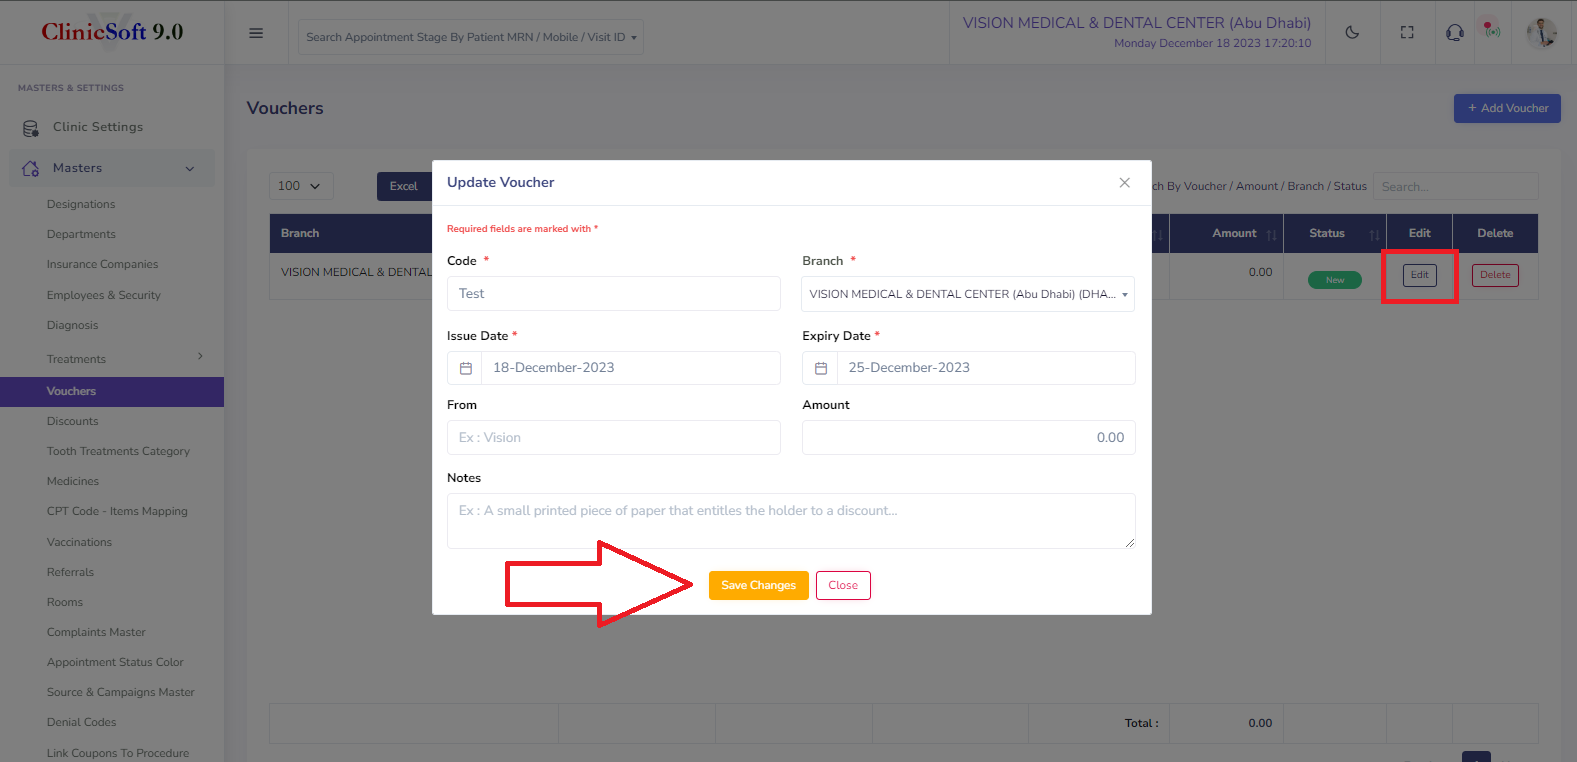 ClinicSoft 9.0
Search Appointment Stage By Patient MRN / Mobile / Visit ID
VISION MEDICAL & DENTAL CENTER (Abu Dhabi)
Monday December 18 2023 17:20:10
MASTERS & SETTINGS
Clinic Settings
Masters
Designations
Departments
Insurance Companies
Employees & Security
Diagnosis
Treatments
Vouchers
Discounts
Tooth Treatments Category
Medicines
CPT Code - Items Mapping
Vaccinations
Referrals
Rooms
Complaints Master
Appointment Status Color
Source & Campaigns Master
Denial Codes
Link Coupons To Procedure
Vouchers
+ Add Voucher
100
Excel
ch By Voucher / Amount / Branch / Status
Search...
Branch
Amount
Status
Edit
Delete
VISION MEDICAL & DENTAL
0.00
New
Edit
Delete
Update Voucher
Required fields are marked with *
Code *
Branch *
Test
VISION MEDICAL & DENTAL CENTER (Abu Dhabi) (DHA...
Issue Date *
Expiry Date *
18-December-2023
25-December-2023
From
Amount
Ex : Vision
0.00
Notes
Ex : A small printed piece of paper that entitles the holder to a discount...
Save Changes
Close
Total :
0.00